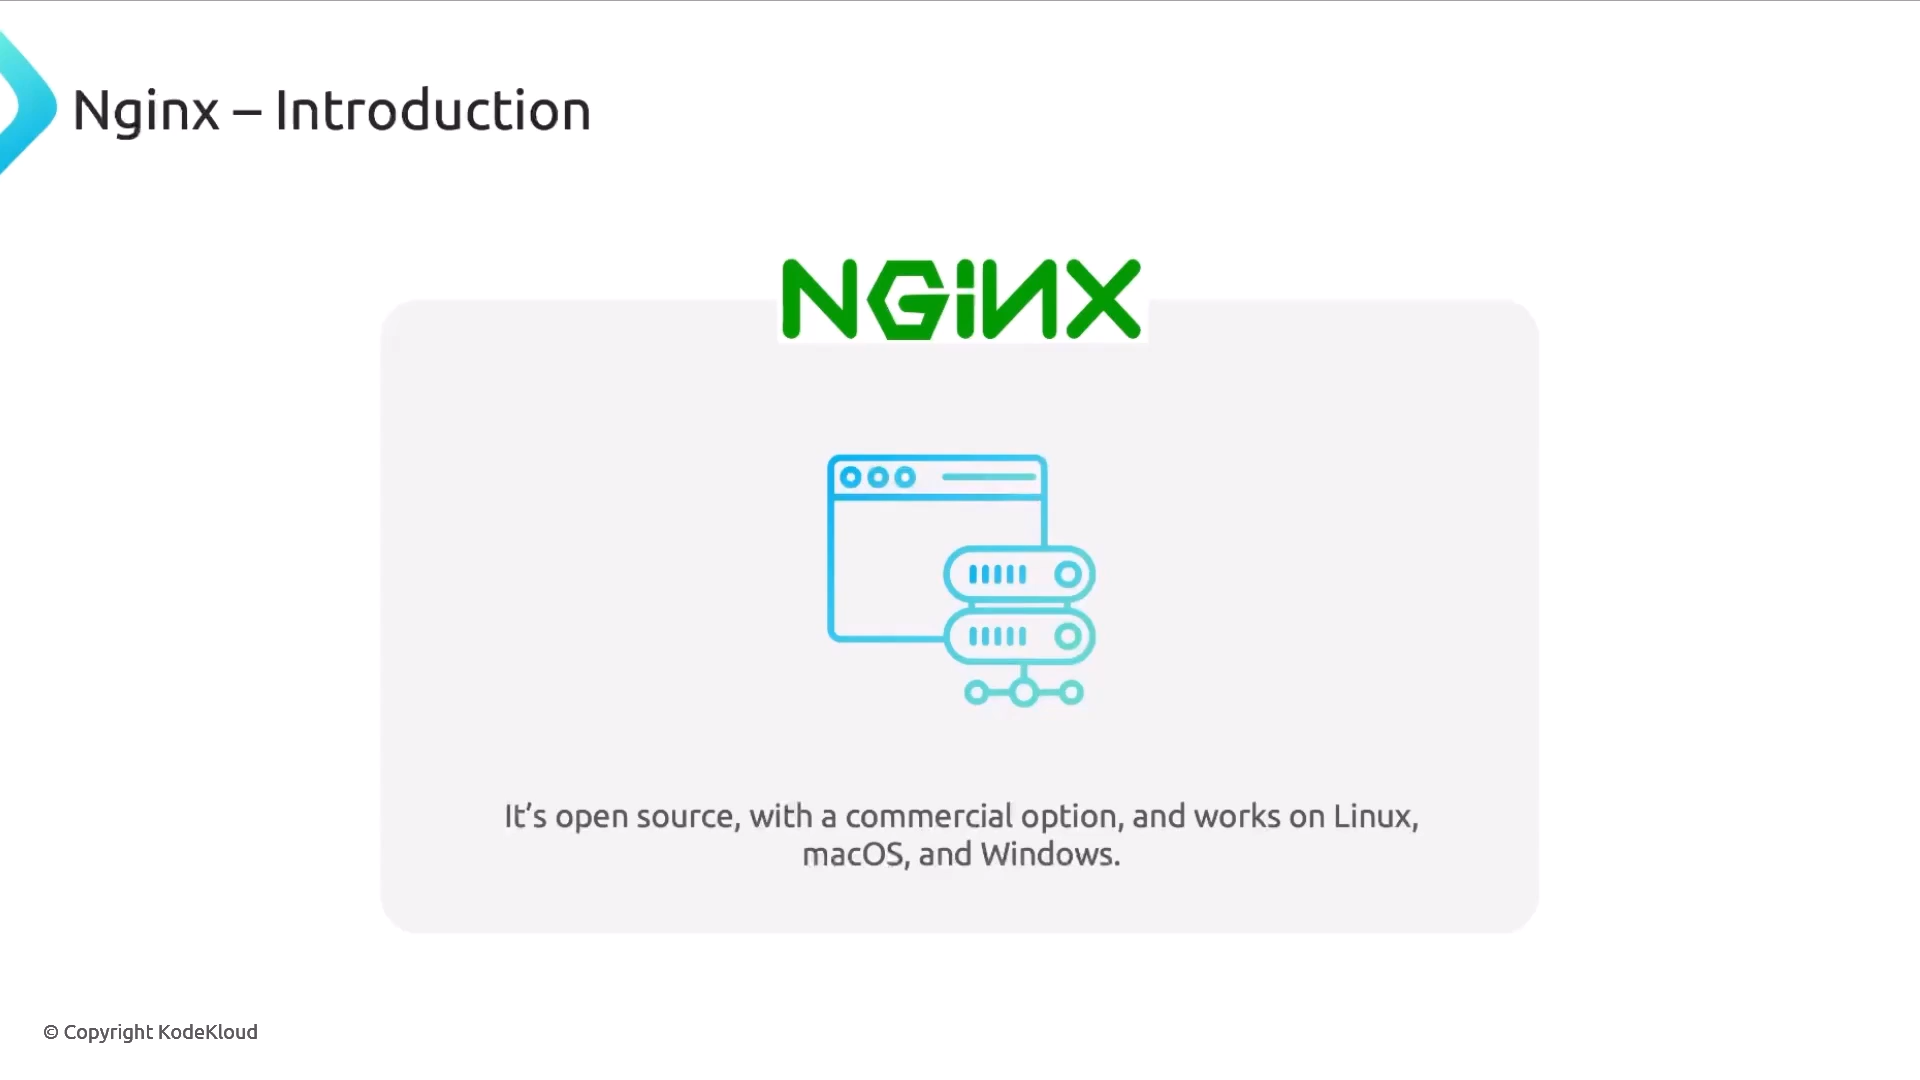 Nginx – Introduction
NGiNX
It’s open source, with a commercial option, and works on Linux,
macOS, and Windows.
© Copyright KodeKloud